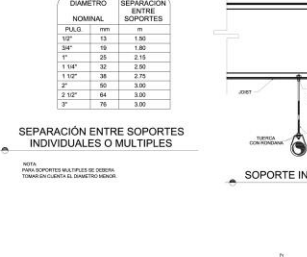 DIAMETRO
NOMINAL
SEPARACION
ENTRE
SOPORTES
PULG. mm m
1/2" 13 1.50
3/4" 19 1.80
1" 25 2.15
1 1/4" 32 2.50
1 1/2" 38 2.75
2" 50 3.00
2 1/2" 64 3.00
3" 76 3.00
SEPARACIÓN ENTRE SOPORTES
INDIVIDUALES O MULTIPLES
NOTA:
PARA SOPORTES MULTIPLES SE DEBERA
TOMAR EN CUENTA EL DIAMETRO MENOR.
JOIST
TUERCA
CON RONDANA
SOPORTE IN